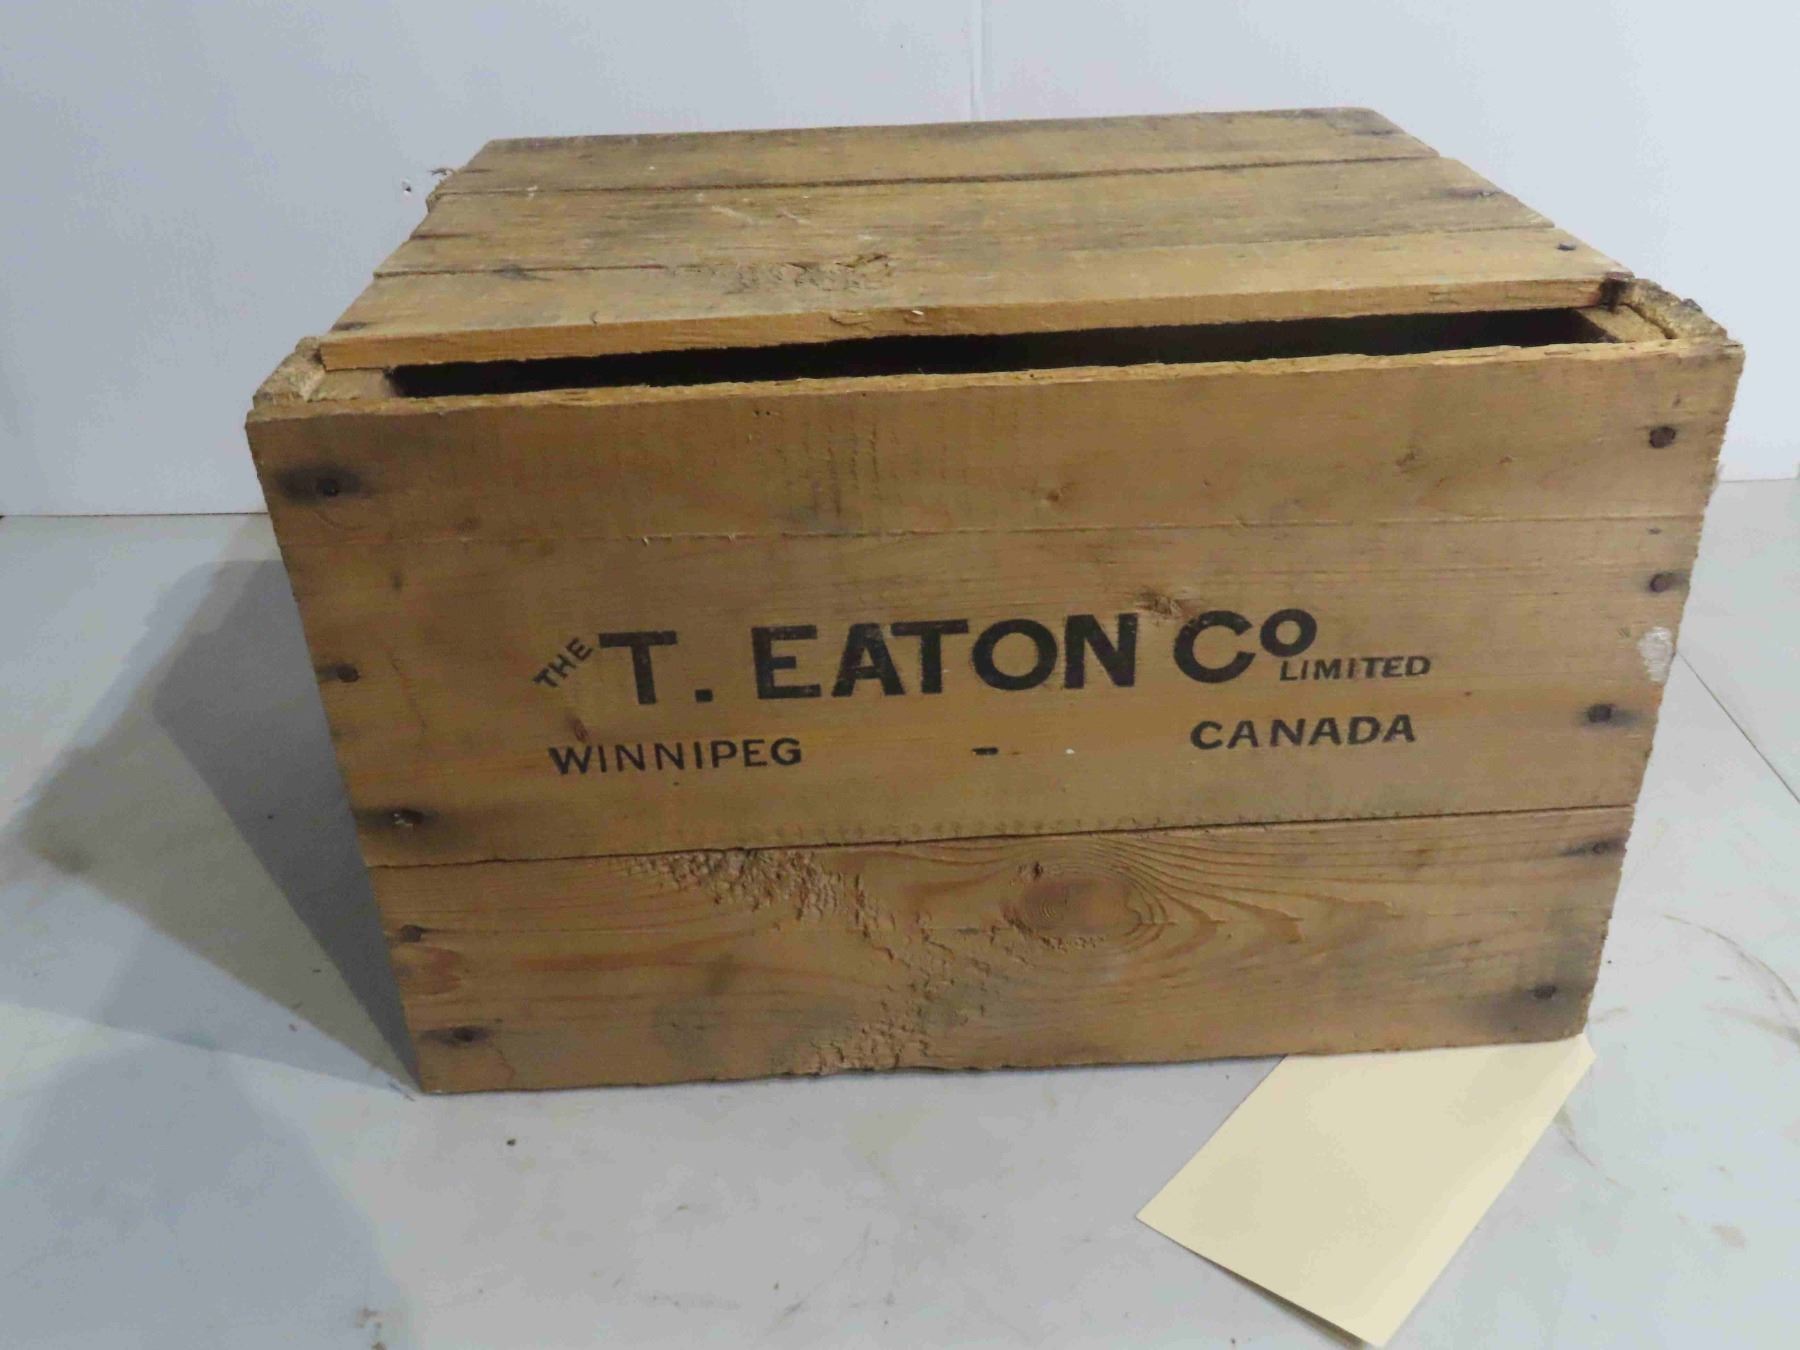 THE T. EATON Co LIMITED
WINNIPEG - CANADA